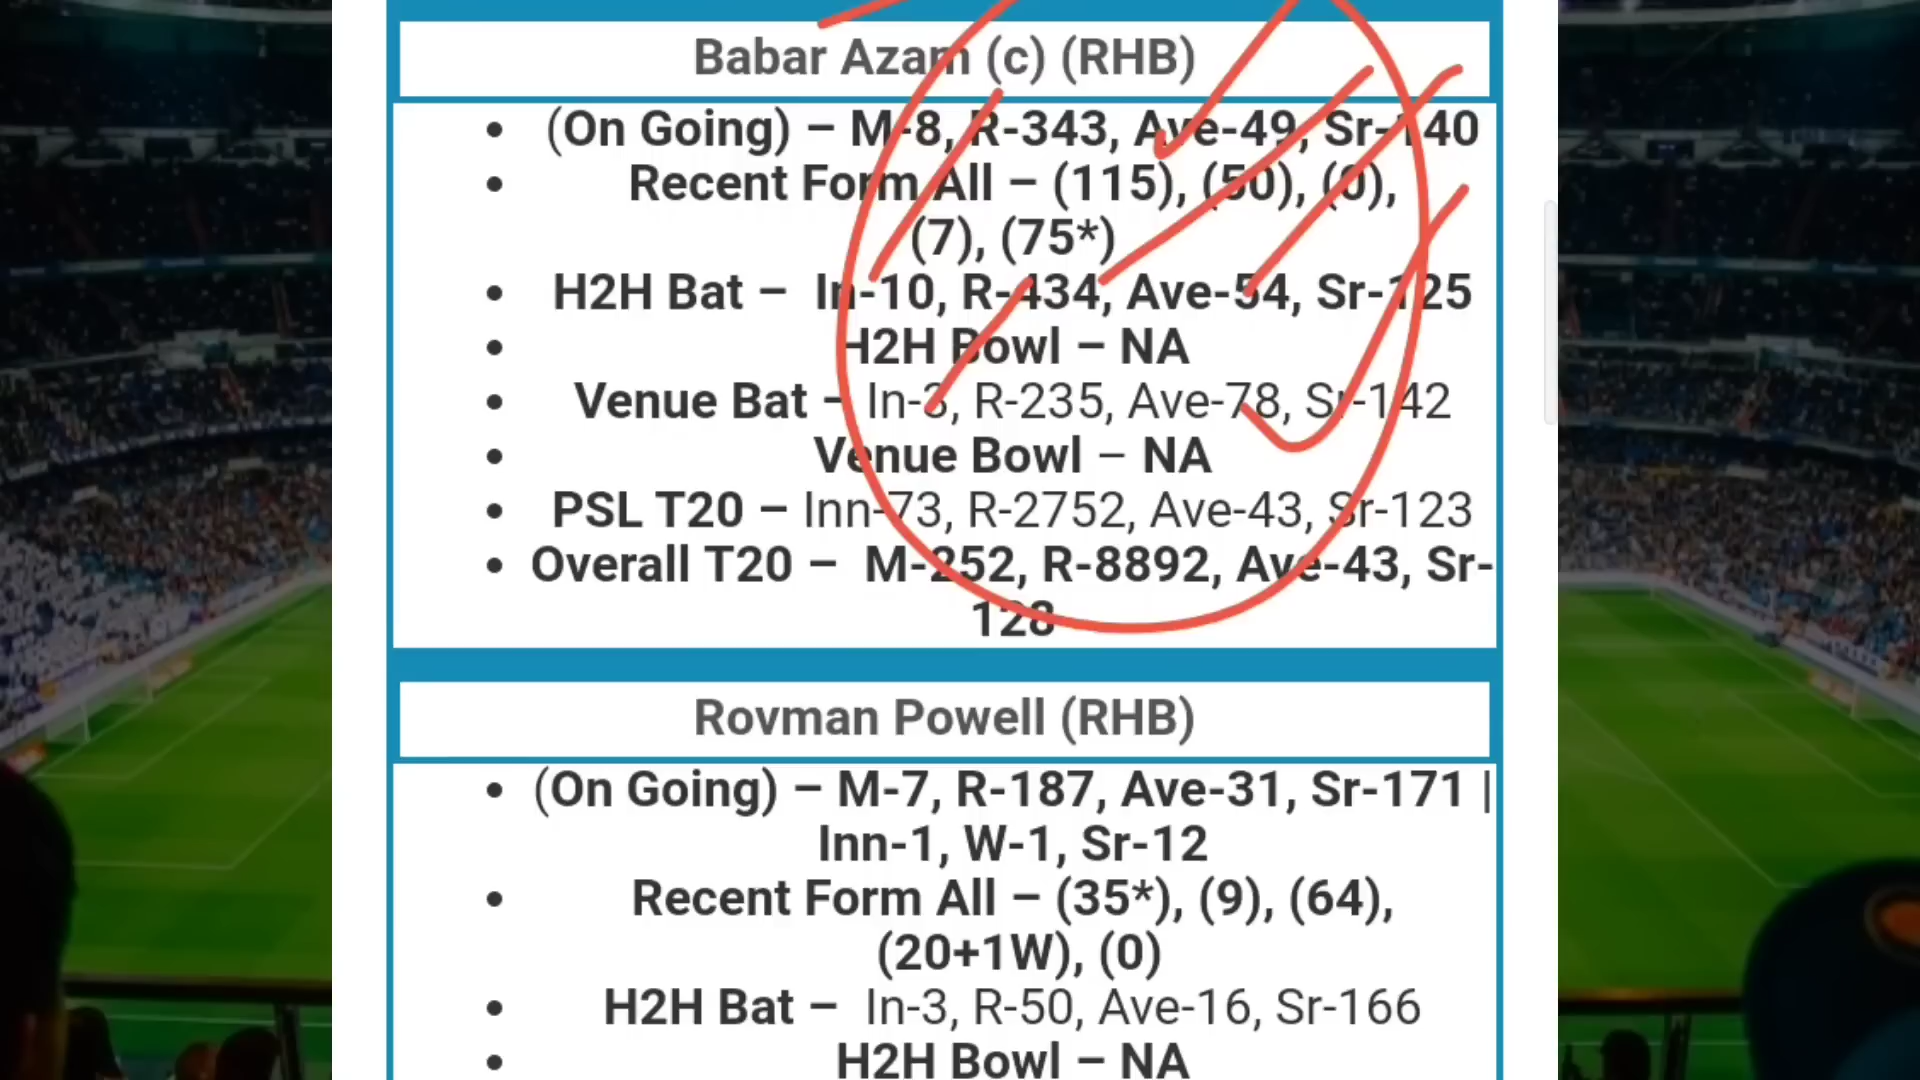 Babar Azam (c) (RHB)
(On Going) – M-8, R-343, Ave-49, Sr-140
Recent Form All – (115), (50), (0),
(7), (75*)
H2H Bat – In-10, R-434, Ave-54, Sr-125
H2H Bowl – NA
Venue Bat – In-3, R-235, Ave-78, Sr-142
Venue Bowl – NA
PSL T20 – Inn-73, R-2752, Ave-43, Sr-123
Overall T20 – M-252, R-8892, Ave-43, Sr-
128
Rovman Powell (RHB)
(On Going) – M-7, R-187, Ave-31, Sr-171 |
Inn-1, W-1, Sr-12
Recent Form All – (35*), (9), (64),
(20+1W), (0)
H2H Bat – In-3, R-50, Ave-16, Sr-166
H2H Bowl – NA